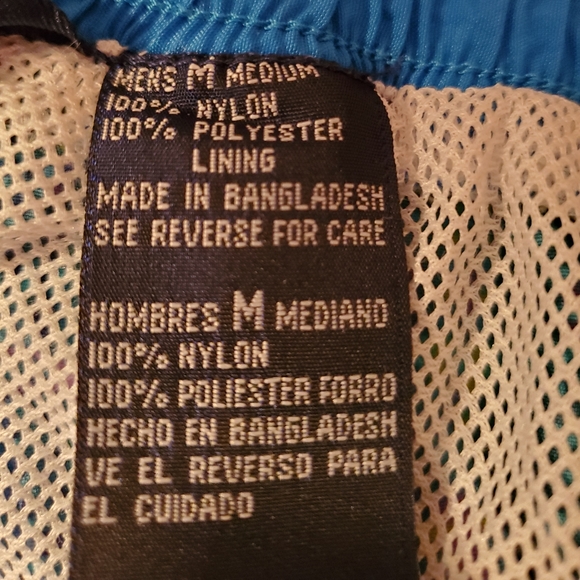 MENS M MEDIUM
100% NYLON
100% POLYESTER
LINING
MADE IN BANGLADESH
SEE REVERSE FOR CARE
HOMBRES M MEDIANO
100% NYLON
100% POLIESTER FORRO
HECHO EN BANGLADESH
VE EL REVERSO PARA
EL CUIDADO